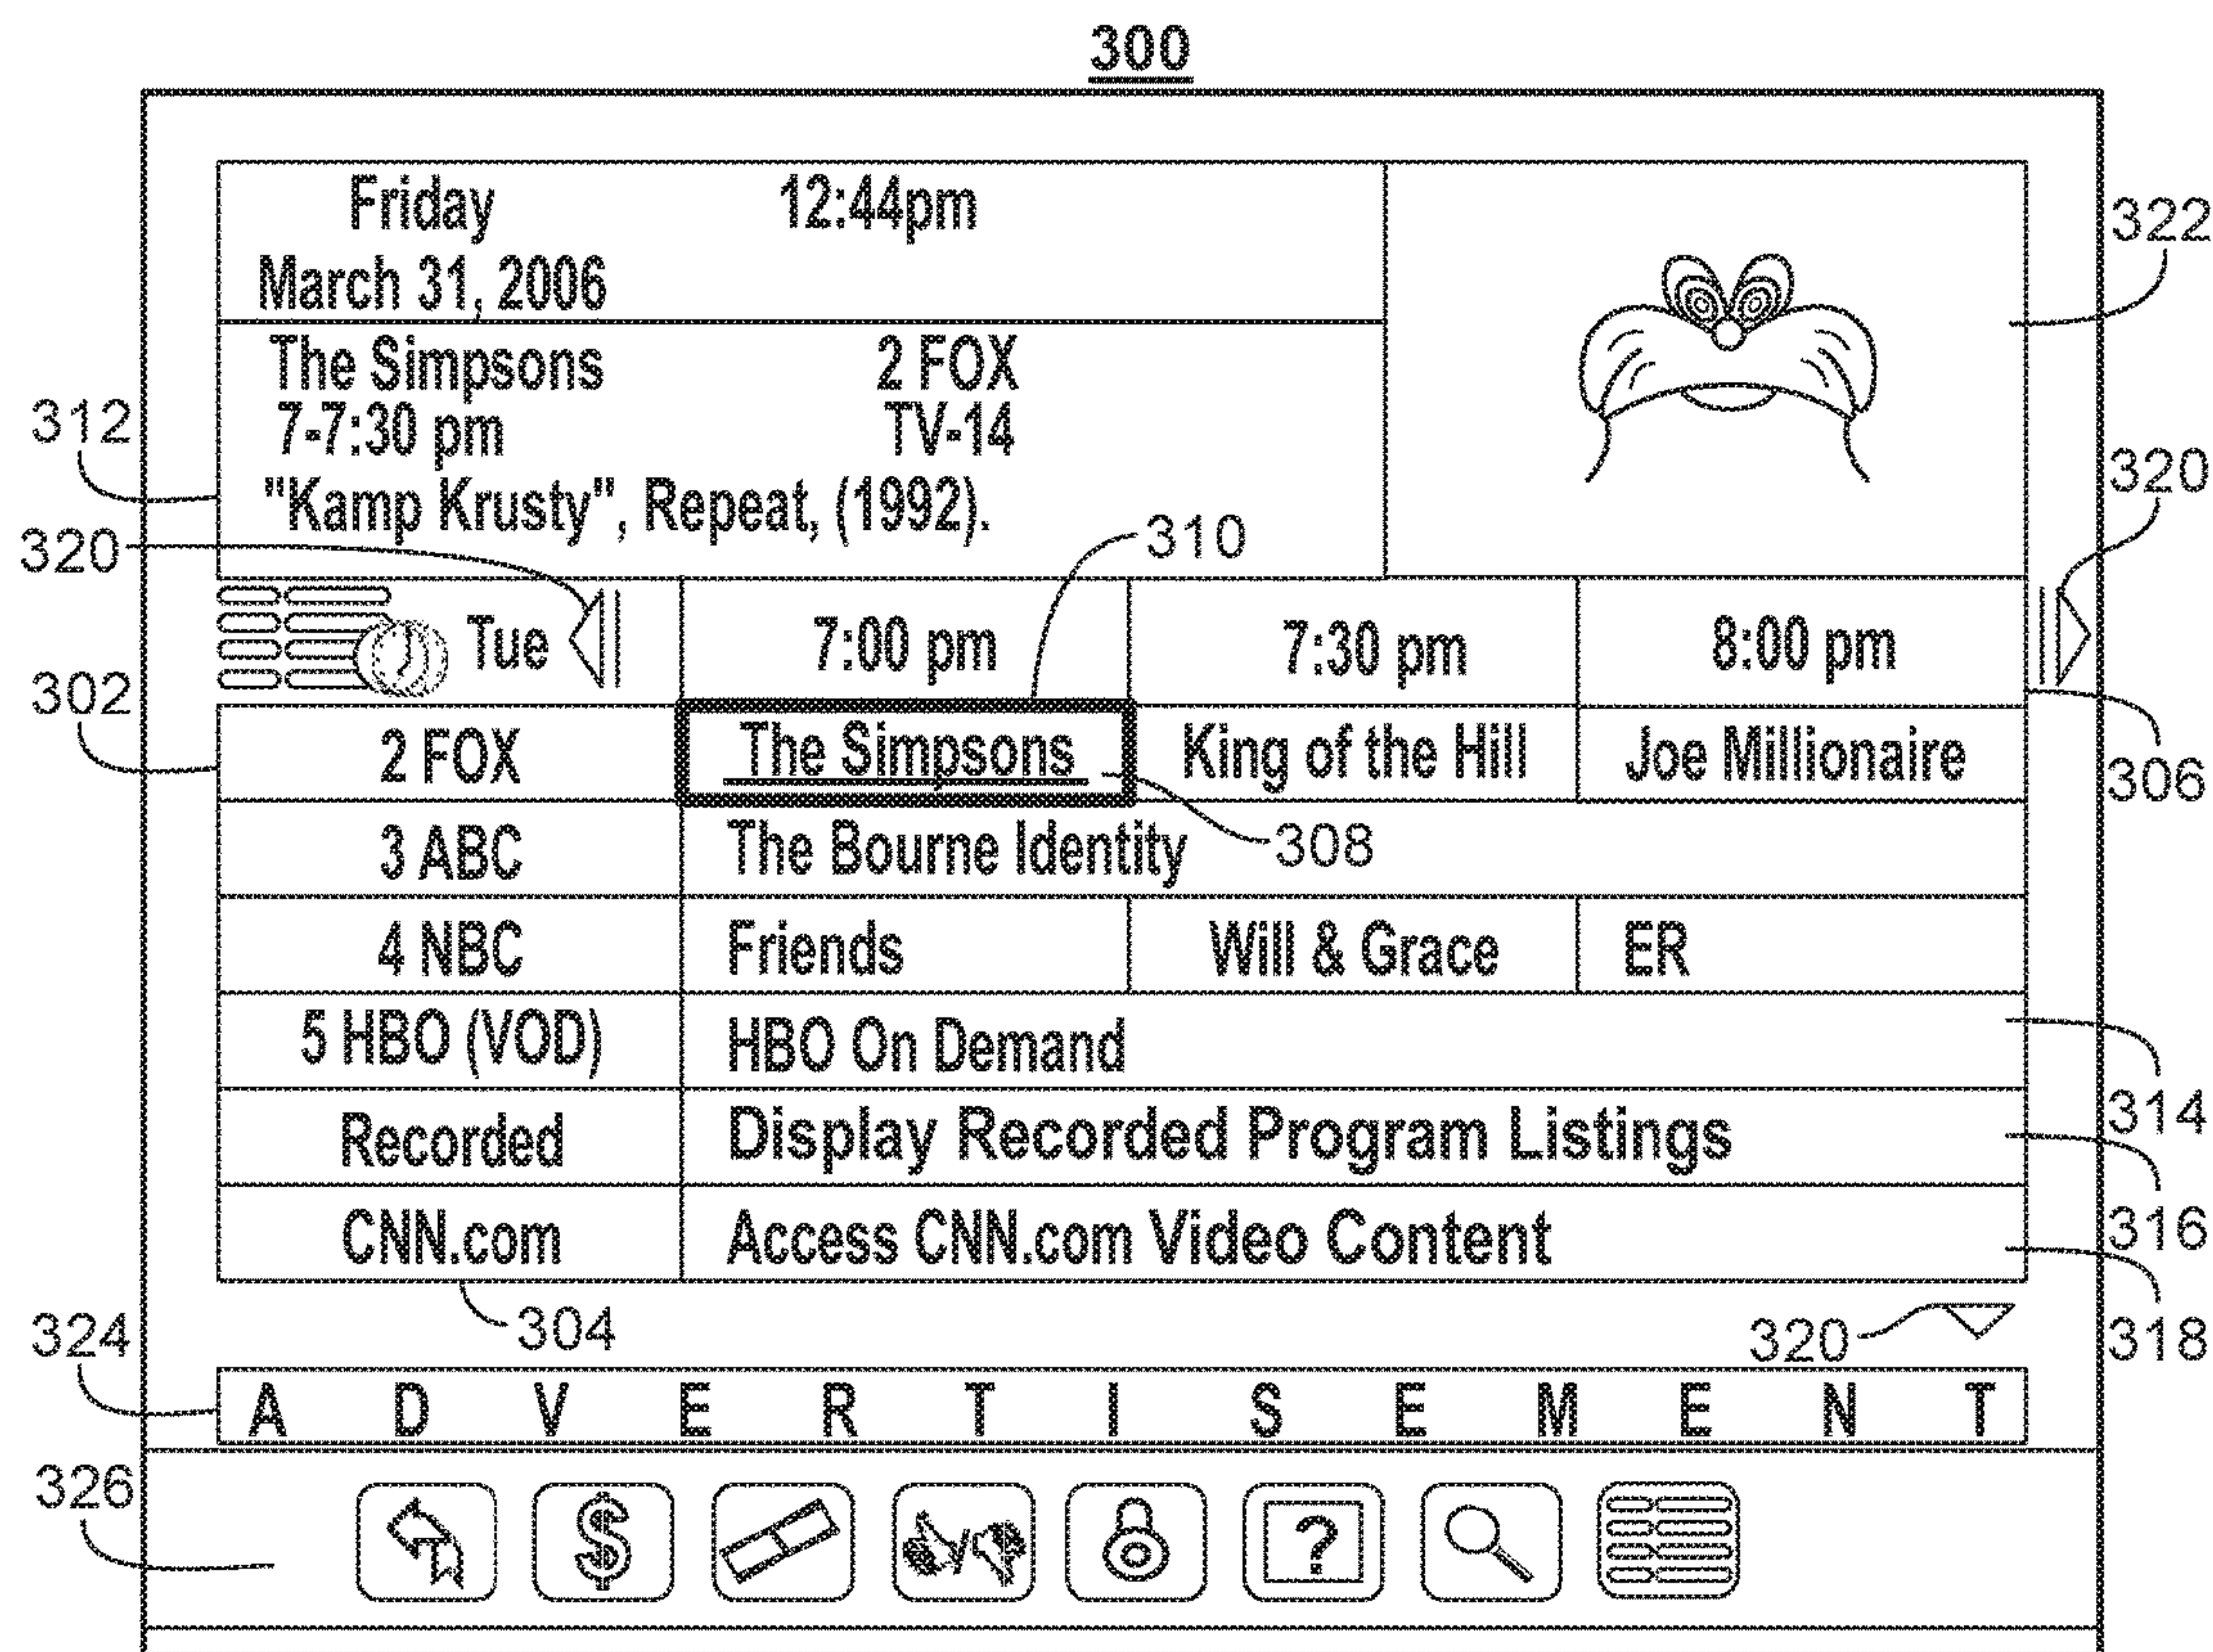 300
Friday 12:44pm
March 31, 2006
322
The Simpsons 2 FOX
7-7:30 pm TV-14
312
320
"Kamp Krusty", Repeat, (1992).
310
320
Tue 7:00 pm 7:30 pm 8:00 pm
302
2 FOX The Simpsons King of the Hill Joe Millionaire
306
3 ABC The Bourne Identity 308
4 NBC Friends Will & Grace ER
5 HBO (VOD) HBO On Demand
314
Recorded Display Recorded Program Listings
316
CNN.com Access CNN.com Video Content
304
324
320
318
A D V E R T I S E M E N T
326
$ ?